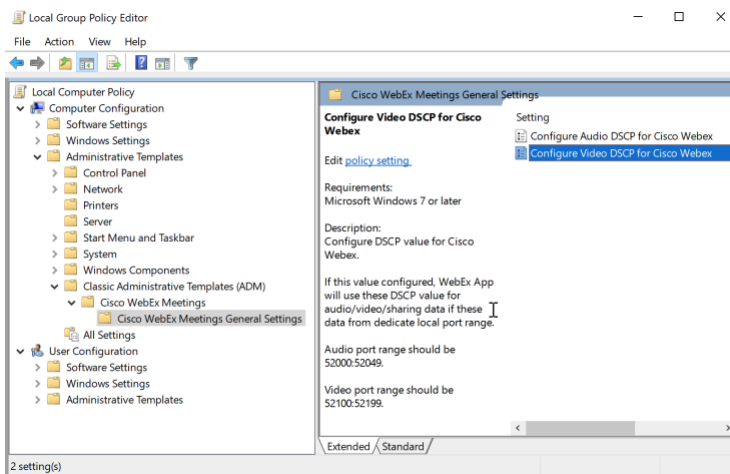 Local Group Policy Editor
File Action View Help
Local Computer Policy
Computer Configuration
Software Settings
Windows Settings
Administrative Templates
Control Panel
Network
Printers
Server
Start Menu and Taskbar
System
Windows Components
Classic Administrative Templates (ADM)
Cisco WebEx Meetings
Cisco WebEx Meetings General Settings
All Settings
User Configuration
Software Settings
Windows Settings
Administrative Templates
Cisco WebEx Meetings General Settings
Configure Video DSCP for Cisco
Webex
Edit policy setting
Requirements:
Microsoft Windows 7 or later
Description:
Configure DSCP value for Cisco
Webex.
If this value configured, WebEx App
will use these DSCP value for
audio/video/sharing data if these
data from dedicate local port range.
Audio port range should be
52000:52049.
Video port range should be
52100:52199.
Setting
Configure Audio DSCP for Cisco Webex
Configure Video DSCP for Cisco Webex
Extended Standard
2 setting(s)